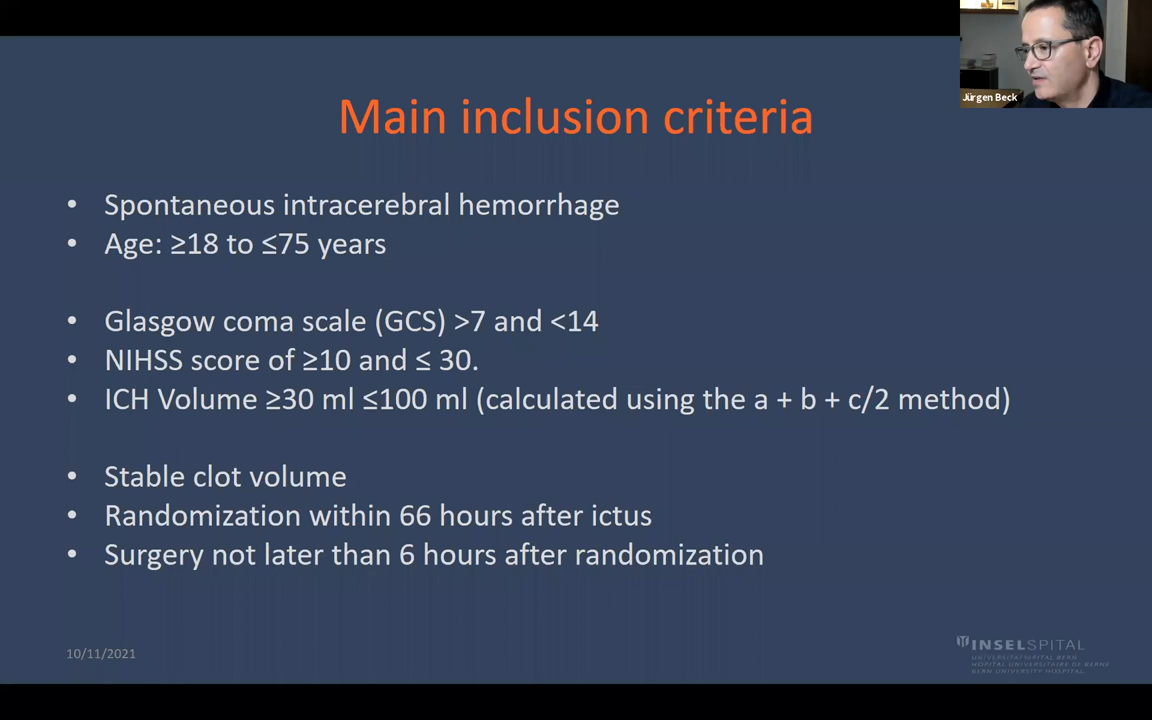 Jürgen Beck
Main inclusion criteria
• Spontaneous intracerebral hemorrhage
• Age: ≥18 to ≤75 years
• Glasgow coma scale (GCS) >7 and <14
• NIHSS score of ≥10 and ≤ 30.
• ICH Volume ≥30 ml ≤100 ml (calculated using the a + b + c/2 method)
• Stable clot volume
• Randomization within 66 hours after ictus
• Surgery not later than 6 hours after randomization
10/11/2021
INSELSPITAL
UNIVERSITÄTSSPITAL BERN
HOPITAL UNIVERSITAIRE DE BERNE
BERN UNIVERSITY HOSPITAL